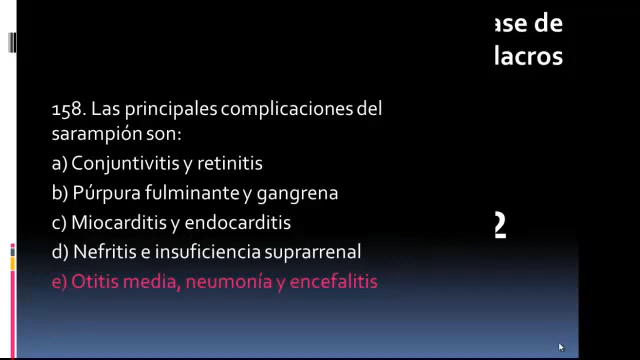 ase de
lacros
158. Las principales complicaciones del
sarampión son:
a) Conjuntivitis y retinitis
b) Púrpura fulminante y gangrena
c) Miocarditis y endocarditis
2
d) Nefritis e insuficiencia suprarrenal
e) Otitis media, neumonía y encefalitis